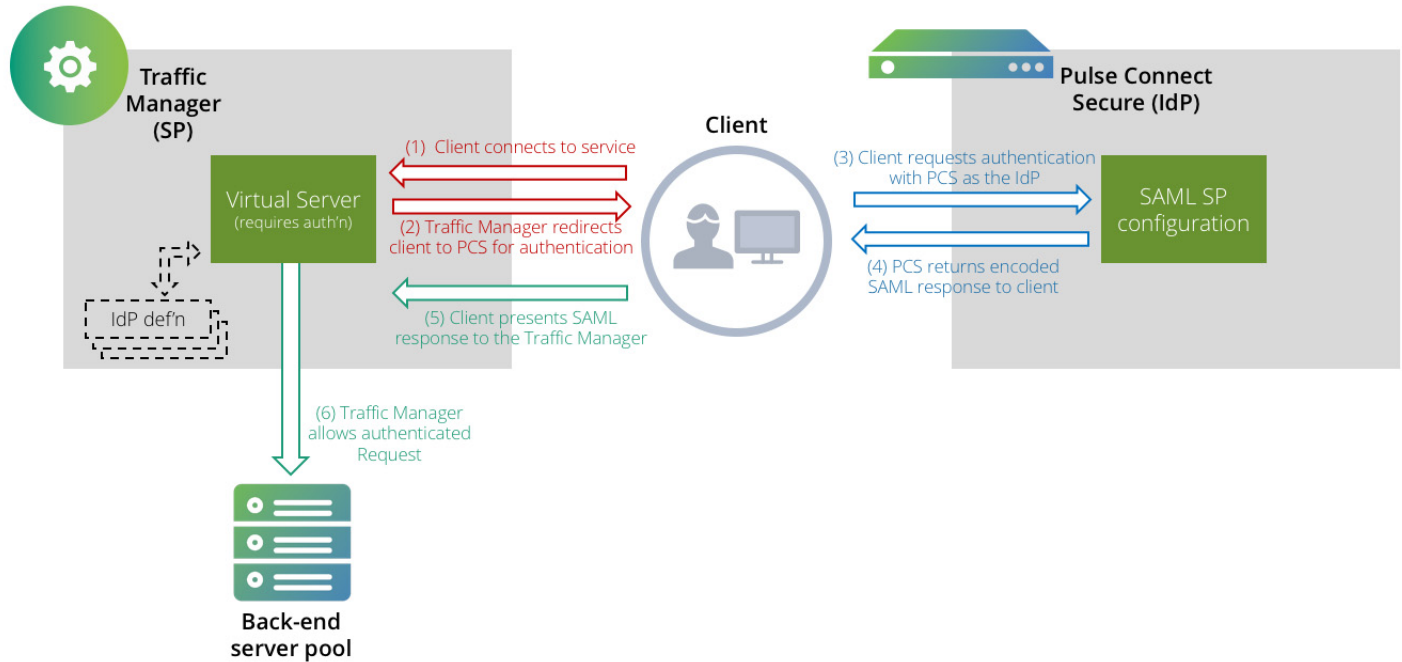 Traffic
Manager
(SP)
Virtual Server
(requires auth'n)
IdP def'n
(1) Client connects to service
(2) Traffic Manager redirects
client to PCS for authentication
(5) Client presents SAML
response to the Traffic Manager
(6) Traffic Manager
allows authenticated
Request
Back-end
server pool
Client
(3) Client requests authentication
with PCS as the IdP
(4) PCS returns encoded
SAML response to client
Pulse Connect
Secure (IdP)
SAML SP
configuration